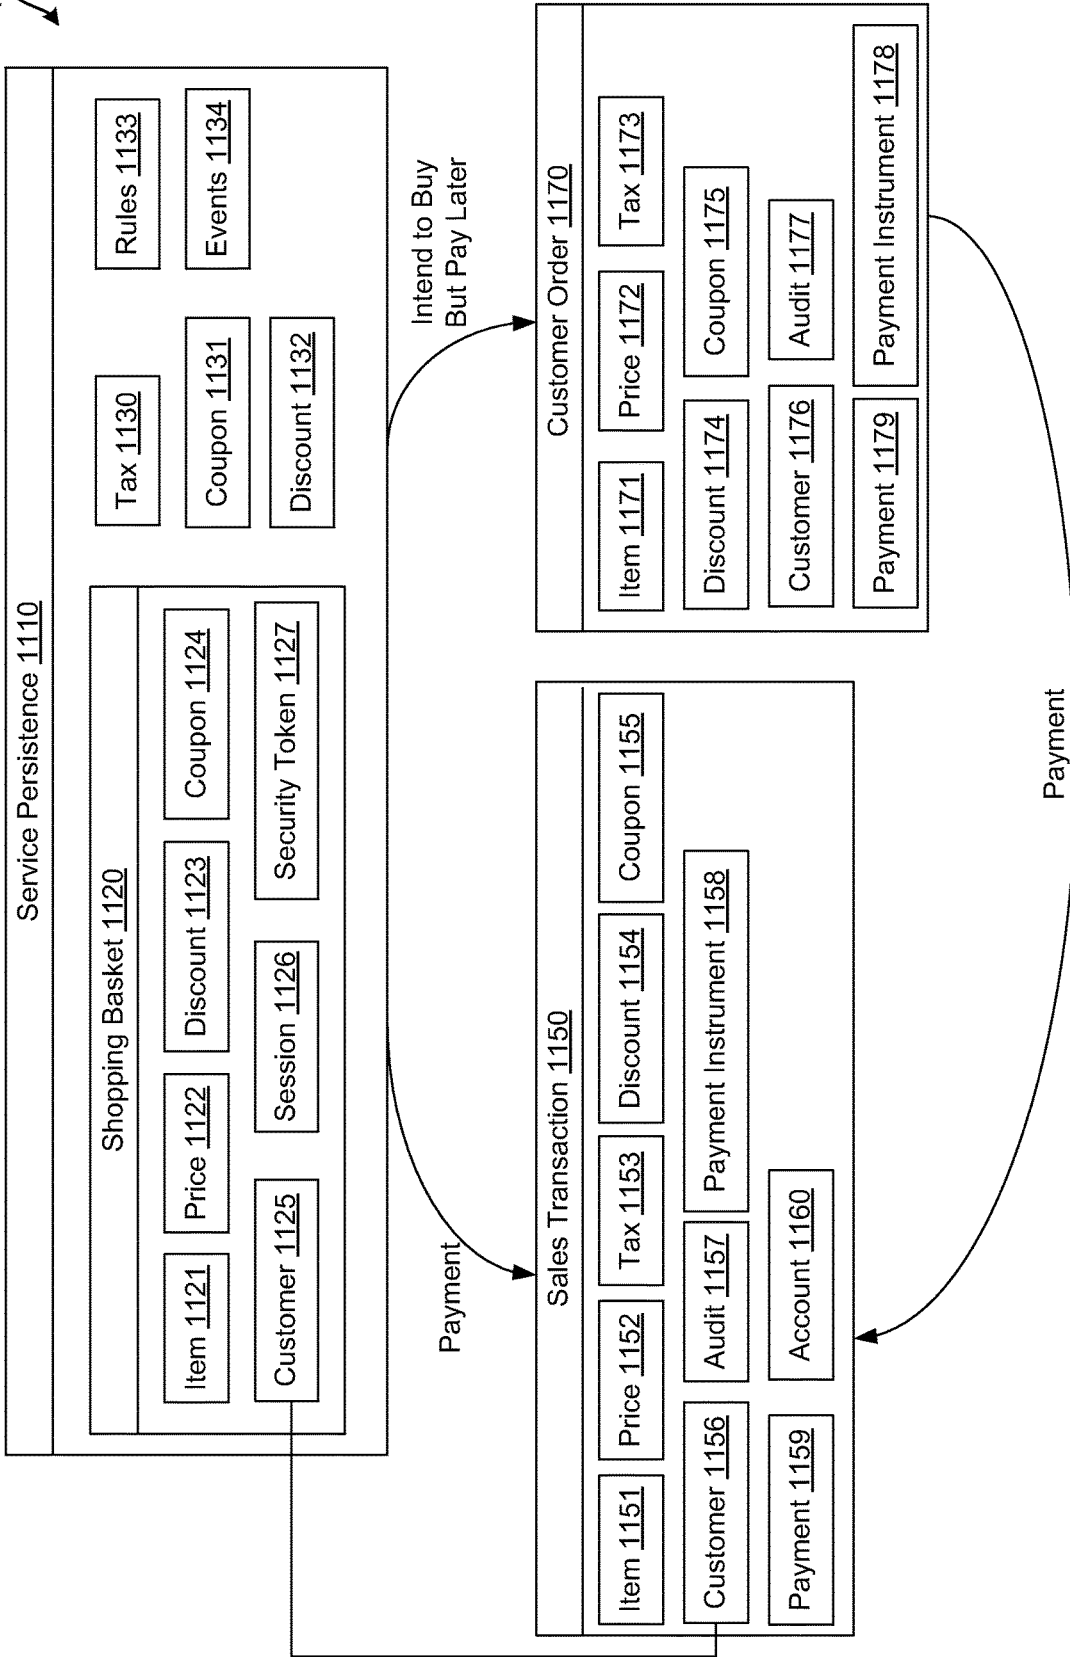 Service Persistence 1110
Shopping Basket 1120
Item 1121
Price 1122
Discount 1123
Coupon 1124
Customer 1125
Session 1126
Security Token 1127
Tax 1130
Rules 1133
Coupon 1131
Events 1134
Discount 1132
Payment
Intend to Buy
But Pay Later
Sales Transaction 1150
Item 1151
Price 1152
Tax 1153
Discount 1154
Coupon 1155
Customer 1156
Audit 1157
Payment Instrument 1158
Payment 1159
Account 1160
Customer Order 1170
Item 1171
Price 1172
Tax 1173
Discount 1174
Coupon 1175
Customer 1176
Audit 1177
Payment 1179
Payment Instrument 1178
Payment